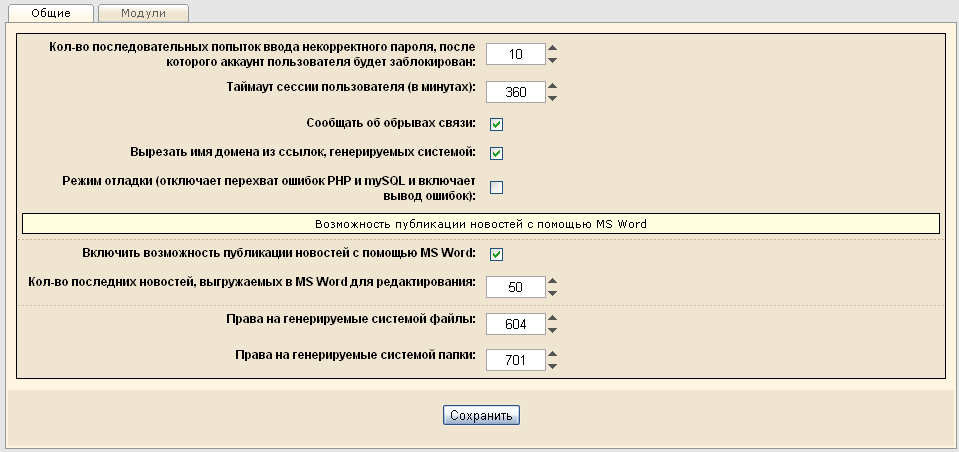 Общие
Модули
Кол-во последовательных попыток ввода некорректного пароля, после
которого аккаунт пользователя будет заблокирован:
10
Таймаут сессии пользователя (в минутах):
360
Сообщать об обрывах связи:
Вырезать имя домена из ссылок, генерируемых системой:
Режим отладки (отключает перехват ошибок PHP и mySQL и включает
вывод ошибок):
Возможность публикации новостей с помощью MS Word
Включить возможность публикации новостей с помощью MS Word:
Кол-во последних новостей, выгружаемых в MS Word для редактирования:
50
Права на генерируемые системой файлы:
604
Права на генерируемые системой папки:
701
Сохранить